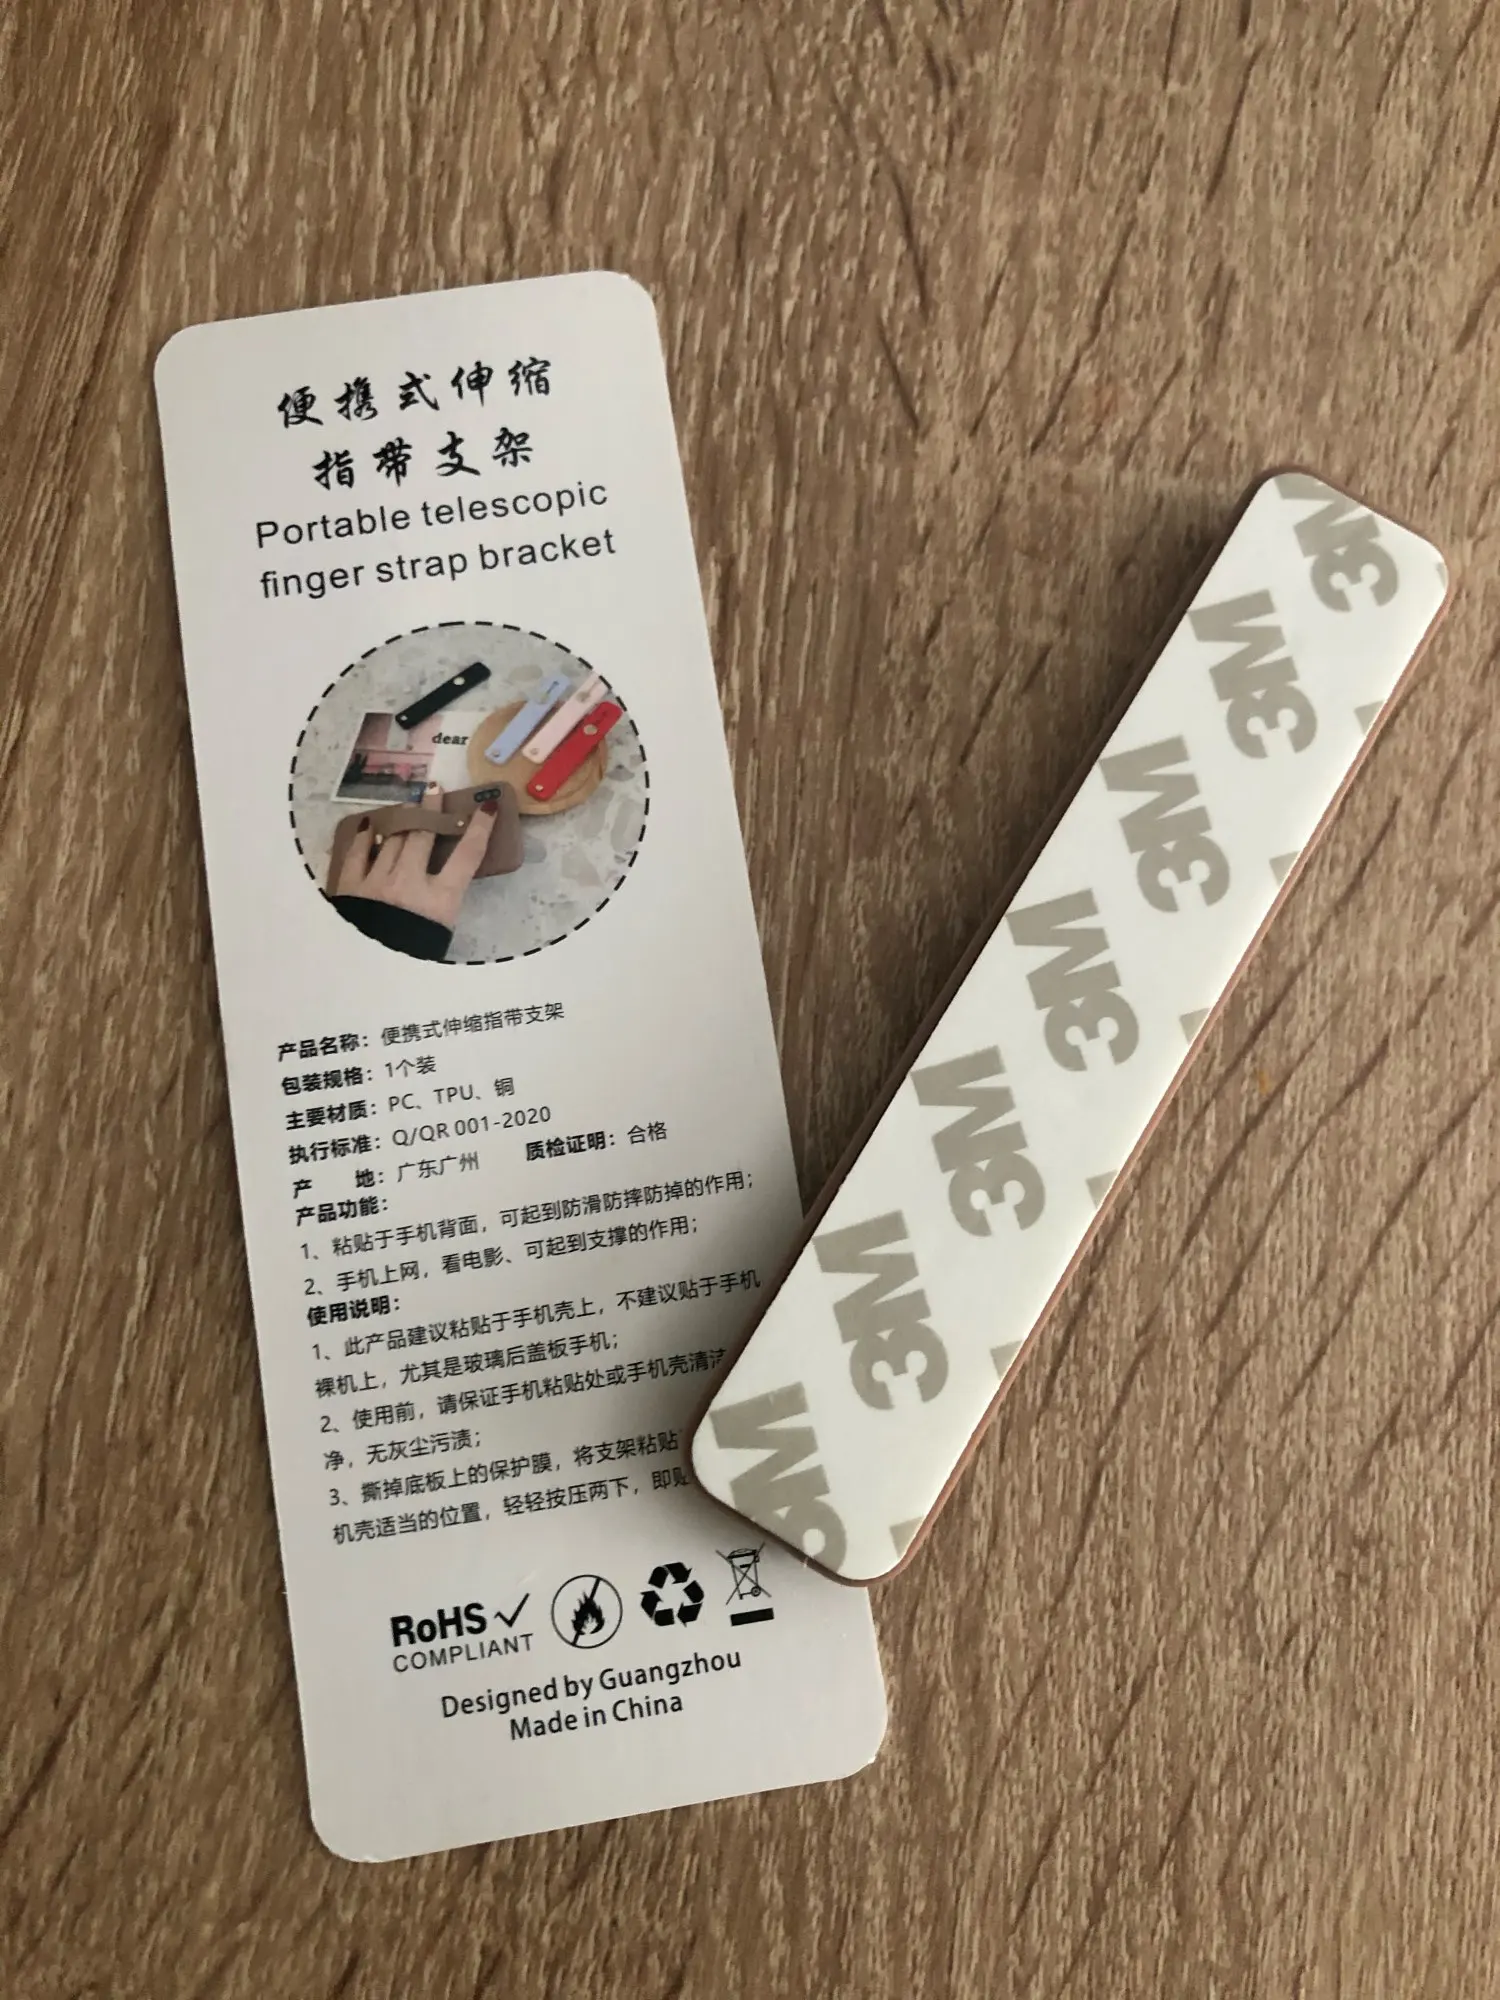 便携式伸缩
指带支架
Portable telescopic
finger strap bracket
dear
产品名称：便携式伸缩指带支架
包装规格：1个装
主要材质：PC、TPU、铜
执行标准：Q/QR 001-2020
产 地：广东广州 质检证明：合格
产品功能：
1、粘贴于手机背面，可起到防滑防摔防掉的作用；
2、手机上网，看电影、可起到支撑的作用；
使用说明：
1、此产品建议粘贴于手机壳上，不建议贴于手机
裸机上，尤其是玻璃后盖板手机；
2、使用前，请保证手机粘贴处或手机壳清洁
净，无灰尘污渍；
3、撕掉底板上的保护膜，将支架粘贴
机壳适当的位置，轻轻按压两下，即贴
RoHS
COMPLIANT
Designed by Guangzhou
Made in China
3M
3M
3M
3M
3M
3M
3M